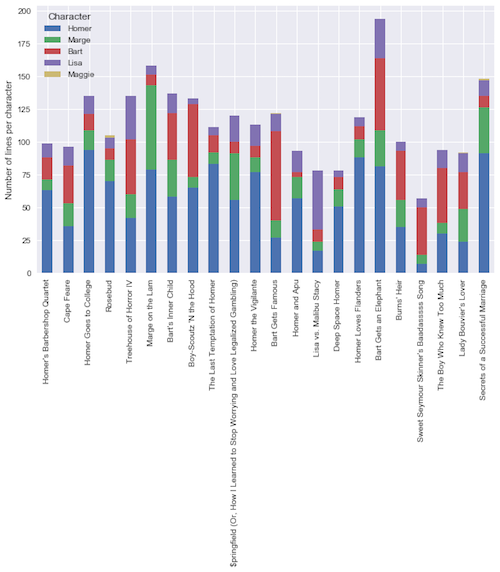 Number of lines per character
200
175
150
125
100
75
50
25
0
Character
Homer
Marge
Bart
Lisa
Maggie
Homer's Barbershop Quartet
Cape Feare
Homer Goes to College
Rosebud
Treehouse of Horror IV
Marge on the Lam
Bart's Inner Child
Boy-Scoutz 'N the Hood
The Last Temptation of Homer
$pringfield (Or, How I Learned to Stop Worrying and Love Legalized Gambling)
Homer the Vigilante
Bart Gets Famous
Homer and Apu
Lisa vs. Malibu Stacy
Deep Space Homer
Homer Loves Flanders
Bart Gets an Elephant
Burns' Heir
Sweet Seymour Skinner's Baadasssss Song
The Boy Who Knew Too Much
Lady Bouvier's Lover
Secrets of a Successful Marriage